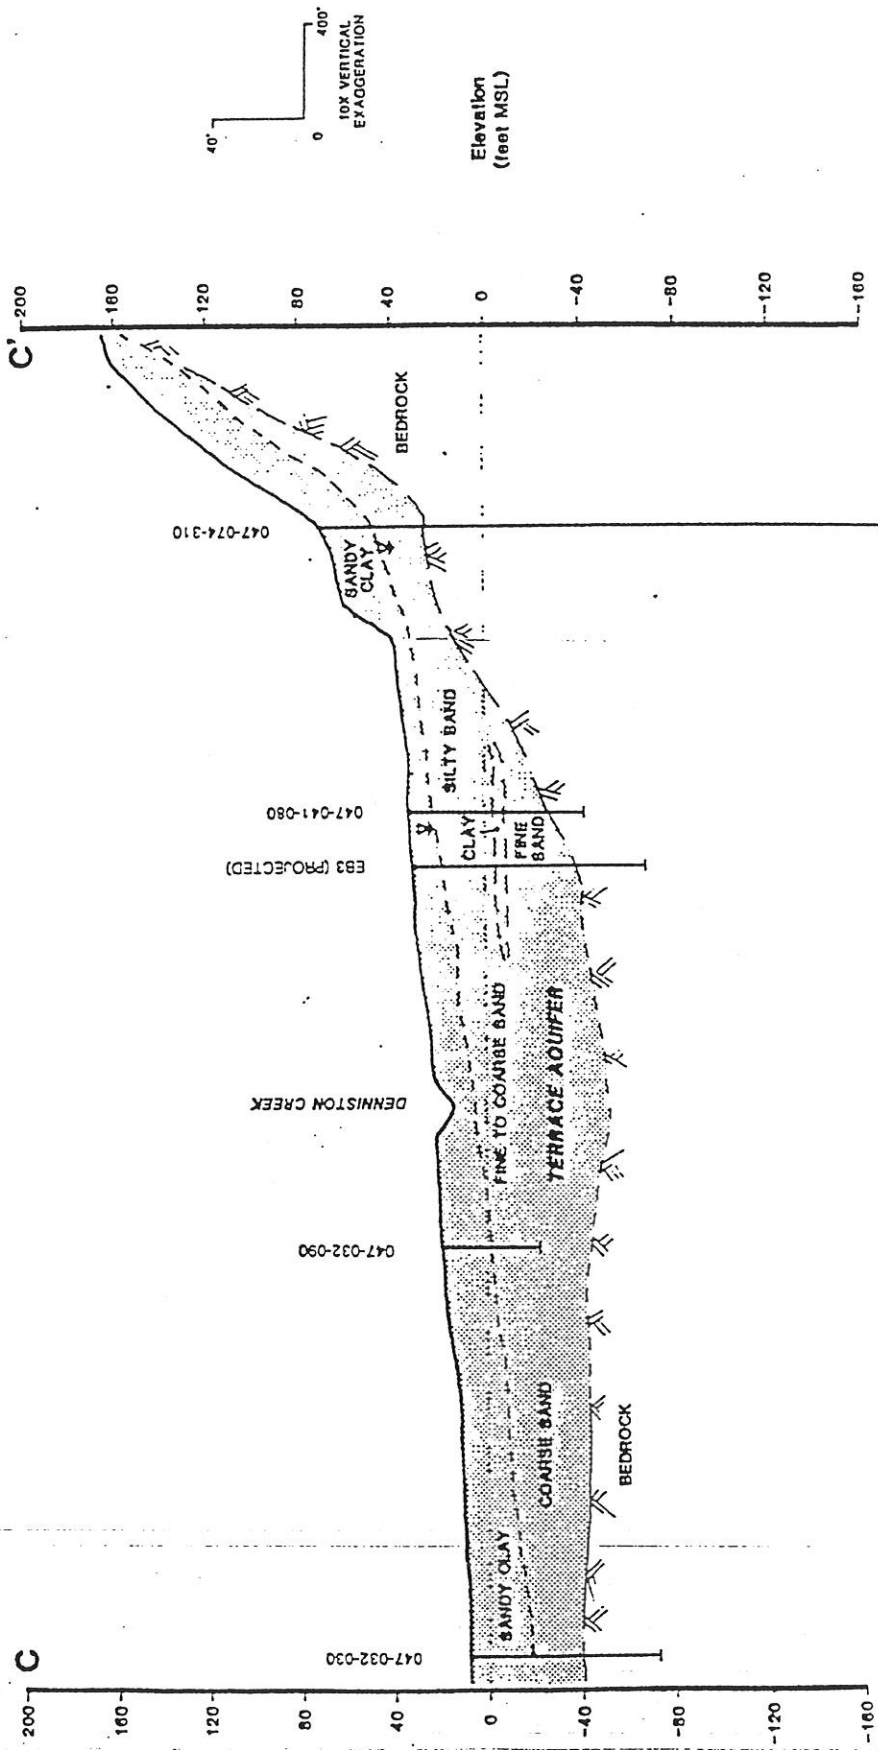 C
C'
200
160
120
80
40
0
-40
-80
-120
-160
200
160
120
80
40
0
-40
-80
-120
-160
Elevation
(feet MSL)
40'
0
400'
10X VERTICAL
EXAGGERATION
047-032-030
047-032-090
DENNISTON CREEK
EB3 (PROJECTED)
047-041-080
047-074-310
SANDY CLAY
COARSE SAND
BEDROCK
FINE TO COARSE SAND
TERRACE AQUIFER
CLAY
FINE
SAND
SILTY SAND
SANDY
CLAY
BEDROCK